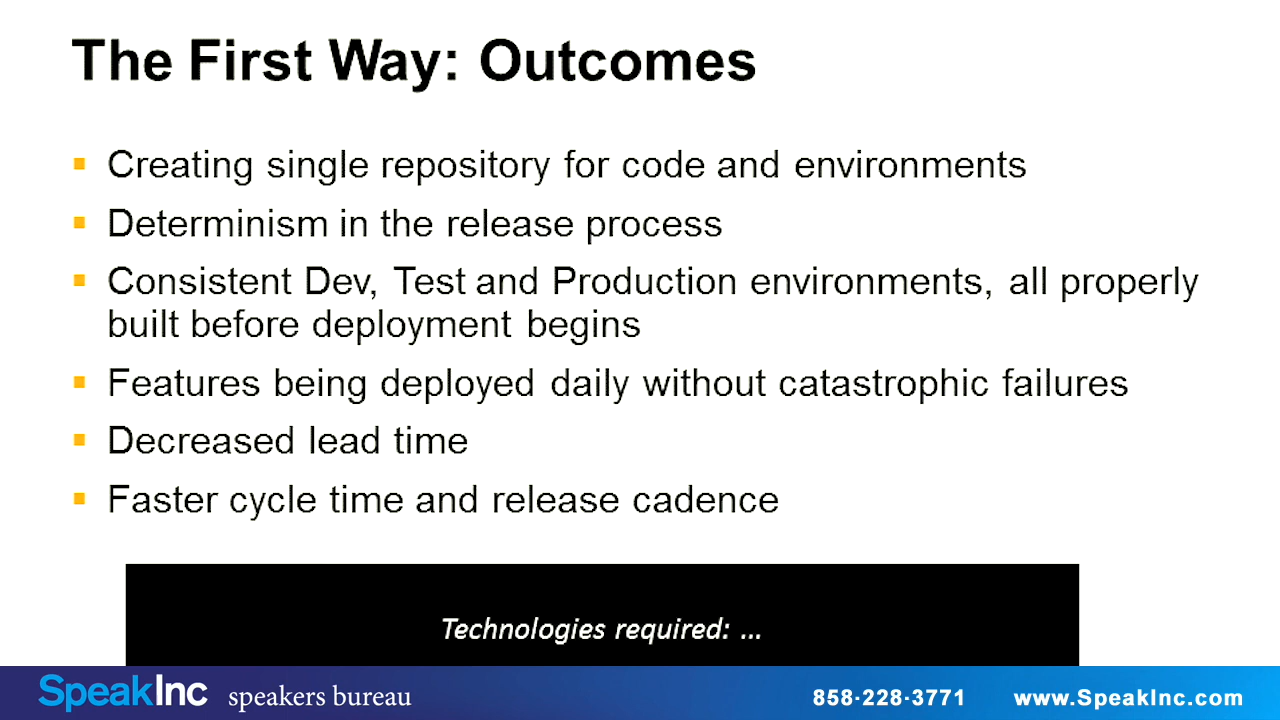 The First Way: Outcomes
Creating single repository for code and environments
Determinism in the release process
Consistent Dev, Test and Production environments, all properly
built before deployment begins
Features being deployed daily without catastrophic failures
Decreased lead time
Faster cycle time and release cadence
Technologies required: ...
SpeakInc speakers bureau 858·228·3771 www.SpeakInc.com